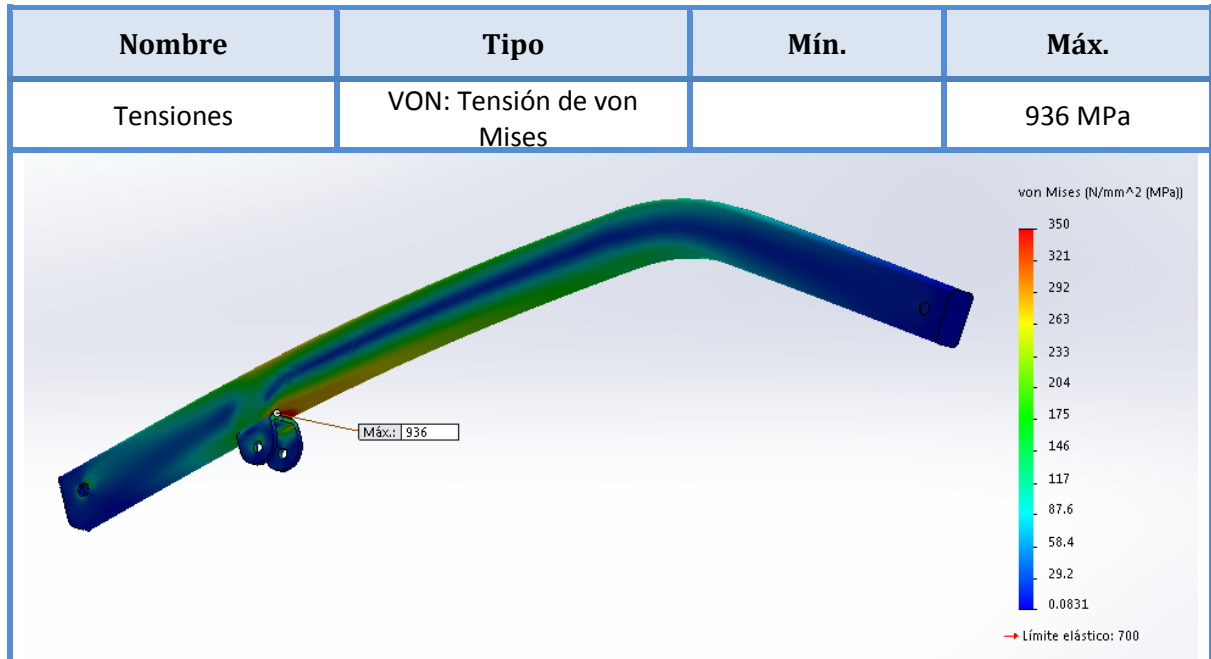 Nombre Tipo Mín. Máx.
Tensiones VON: Tensión de von Mises 936 MPa
von Mises (N/mm^2 (MPa))
350
321
292
263
233
204
175
146
117
87.6
58.4
29.2
0.0831
Límite elástico: 700
Máx.: 936